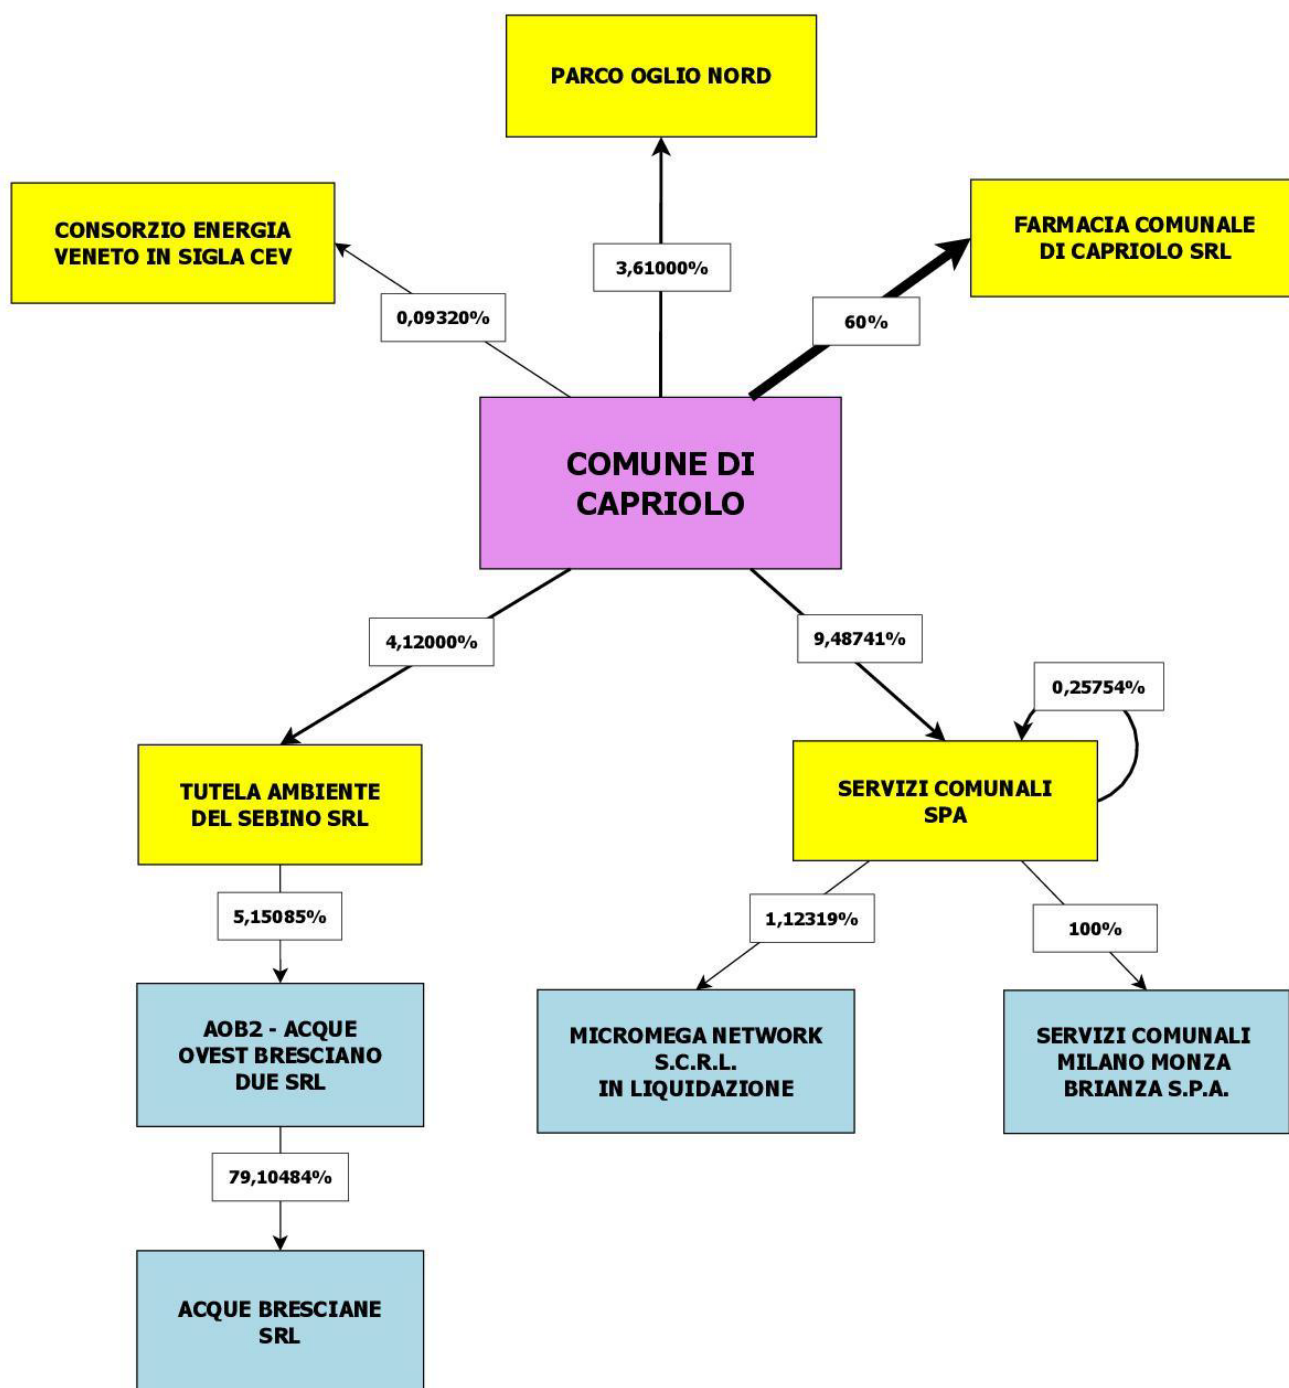 PARCO OGLIO NORD
CONSORZIO ENERGIA
VENETO IN SIGLA CEV
FARMACIA COMUNALE
DI CAPRIOLO SRL
3,61000%
0,09320%
60%
COMUNE DI
CAPRIOLO
4,12000%
9,48741%
0,25754%
TUTELA AMBIENTE
DEL SEBINO SRL
SERVIZI COMUNALI
SPA
5,15085%
1,12319%
100%
AOB2 - ACQUE
OVEST BRESCIANO
DUE SRL
MICROMEGA NETWORK
S.C.R.L.
IN LIQUIDAZIONE
SERVIZI COMUNALI
MILANO MONZA
BRIANZA S.P.A.
79,10484%
ACQUE BRESCIANE
SRL